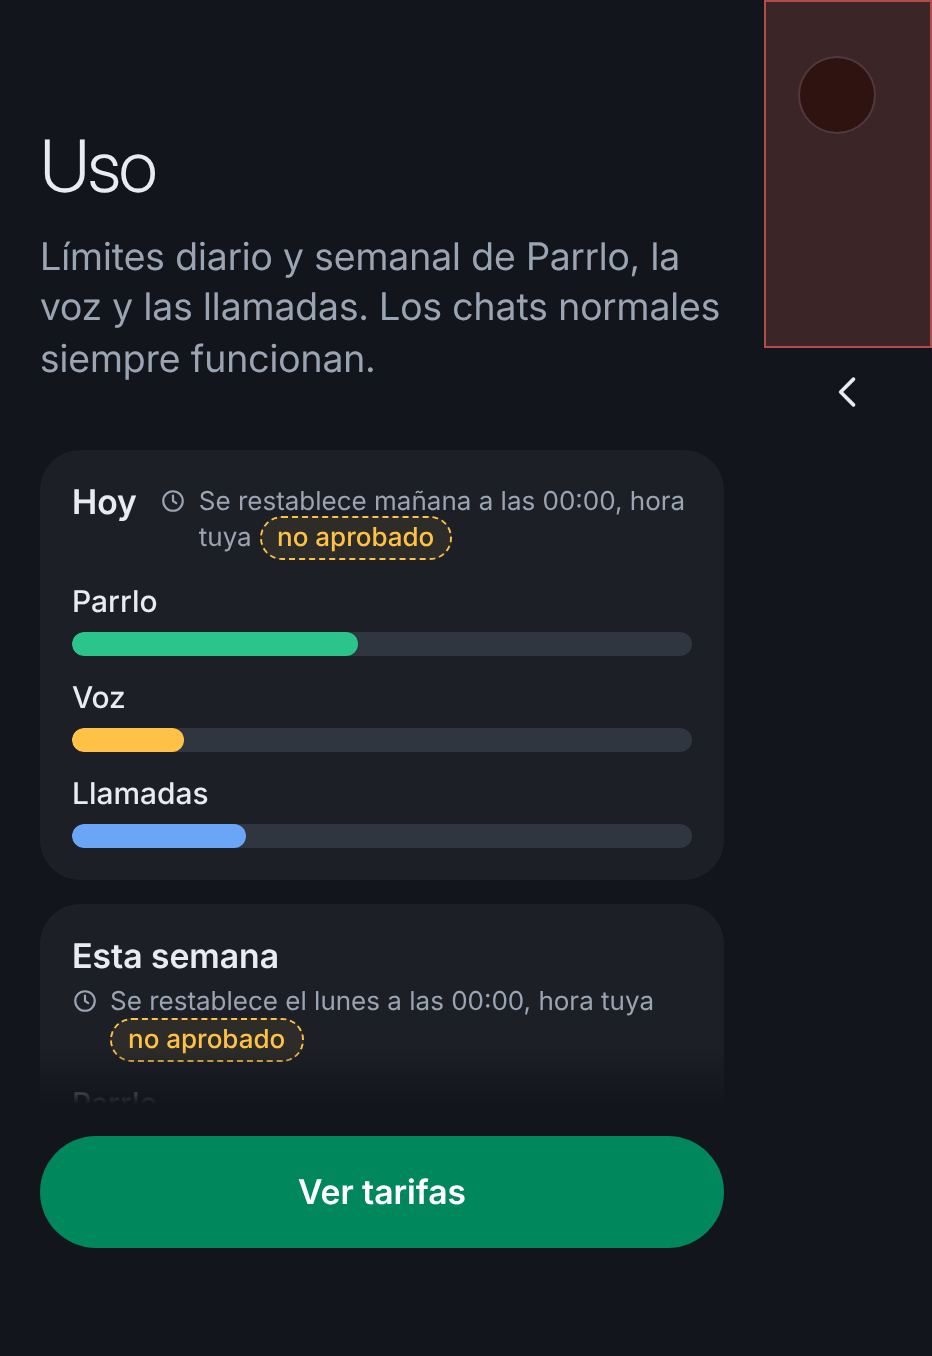 Uso
Límites diario y semanal de Parrlo, la
voz y las llamadas. Los chats normales
siempre funcionan.
Hoy
Se restablece mañana a las 00:00, hora
tuya no aprobado
Parrlo
Voz
Llamadas
Esta semana
Se restablece el lunes a las 00:00, hora tuya
no aprobado
Parrlo
Ver tarifas